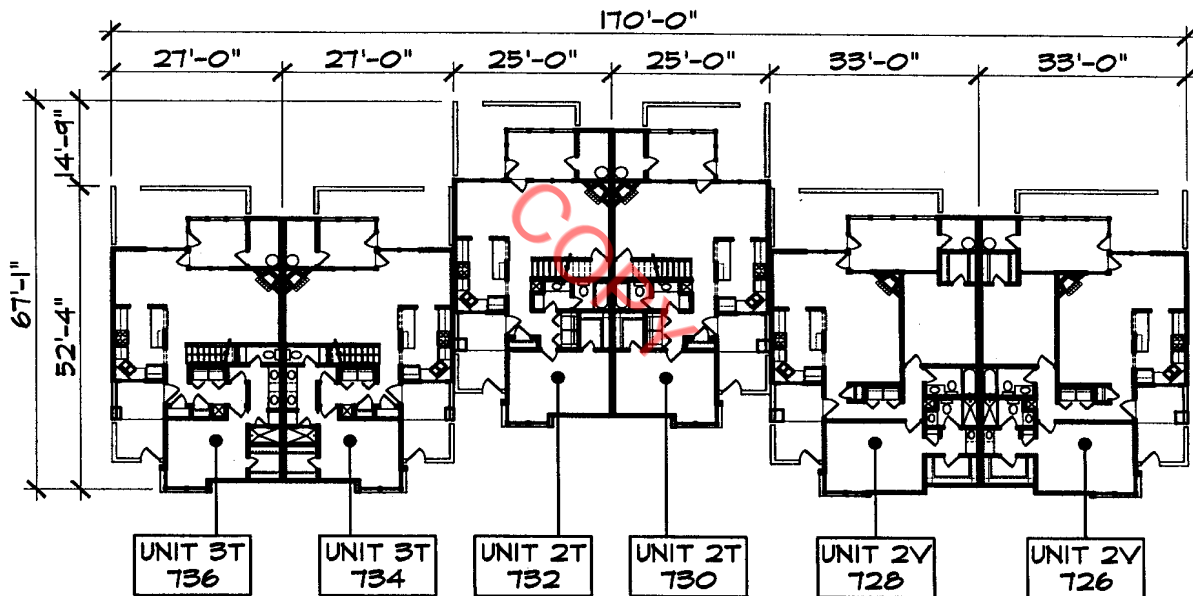 170'-0"
27'-0"
27'-0"
25'-0"
25'-0"
33'-0"
33'-0"
14'-9"
67'-1"
52'-4"
COPY
UNIT 3T
736
UNIT 3T
734
UNIT 2T
732
UNIT 2T
730
UNIT 2V
728
UNIT 2V
726